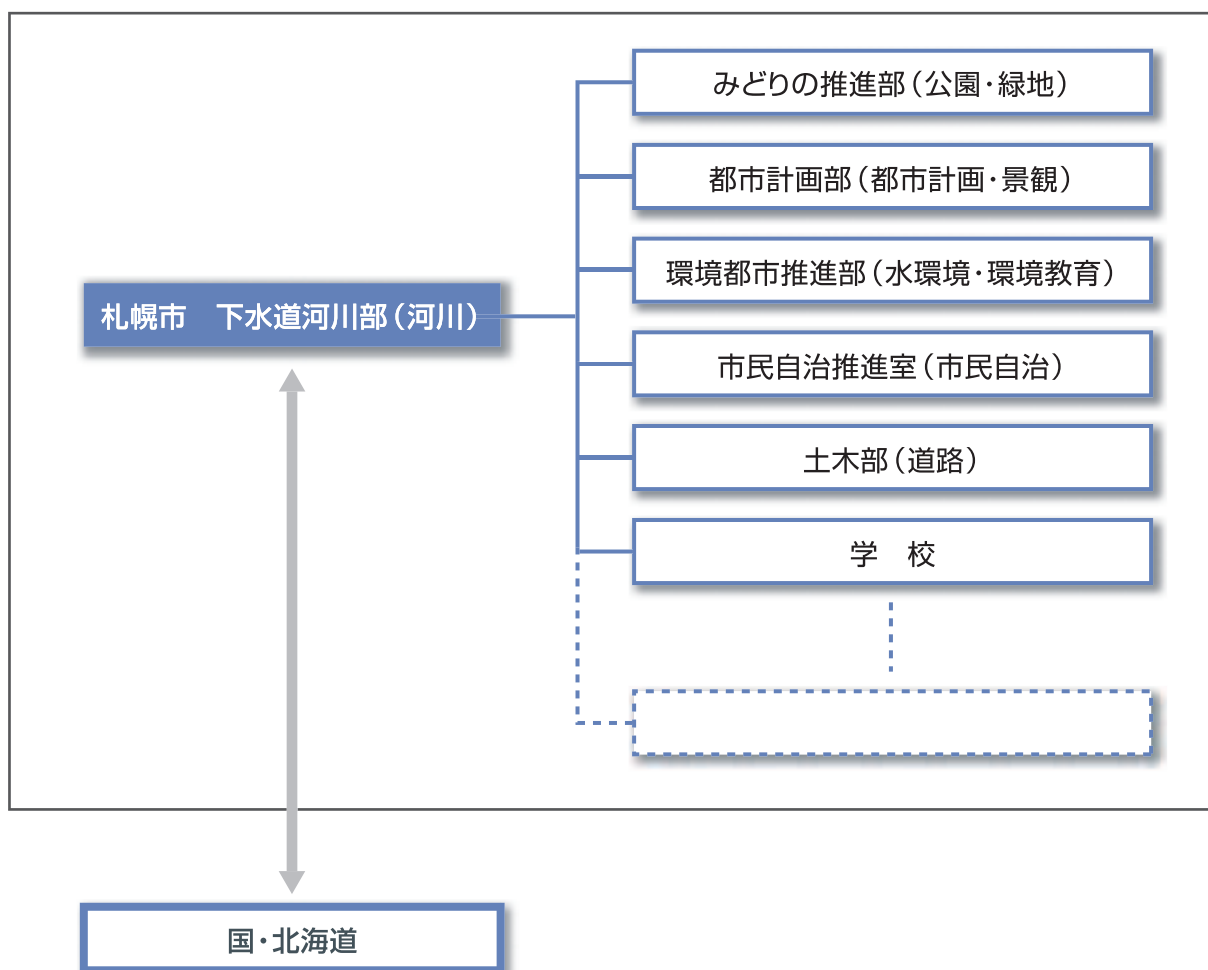 みどりの推進部（公園・緑地）
都市計画部（都市計画・景観）
環境都市推進部（水環境・環境教育）
札幌市　下水道河川部（河川）
市民自治推進室（市民自治）
土木部（道路）
学　校
国・北海道